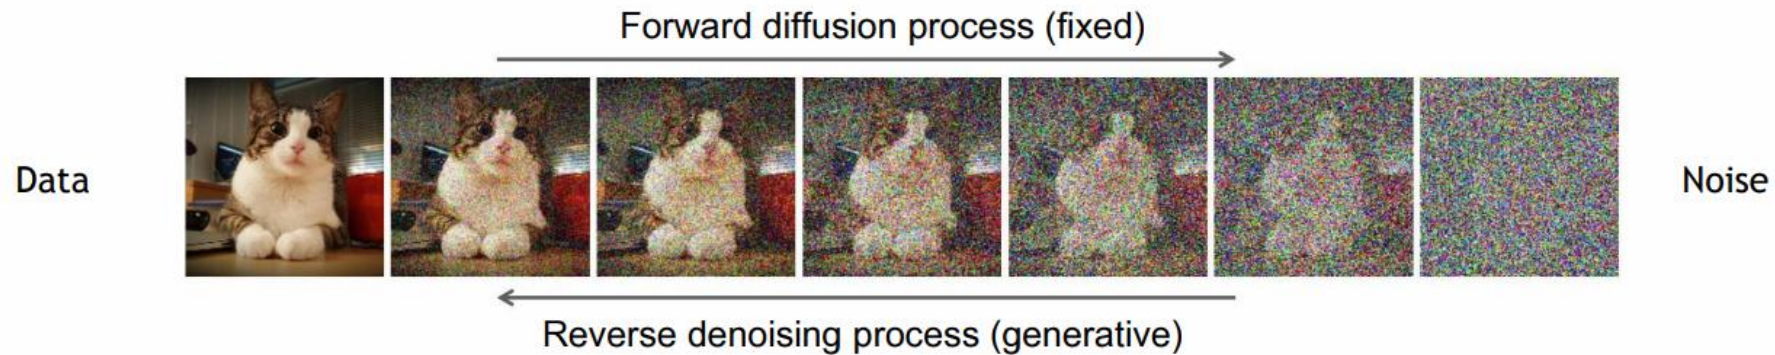 Forward diffusion process (fixed)
Data
Noise
Reverse denoising process (generative)